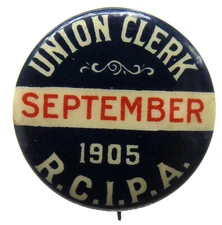 UNION CLERK
SEPTEMBER
1905
R.C.I.P.A.